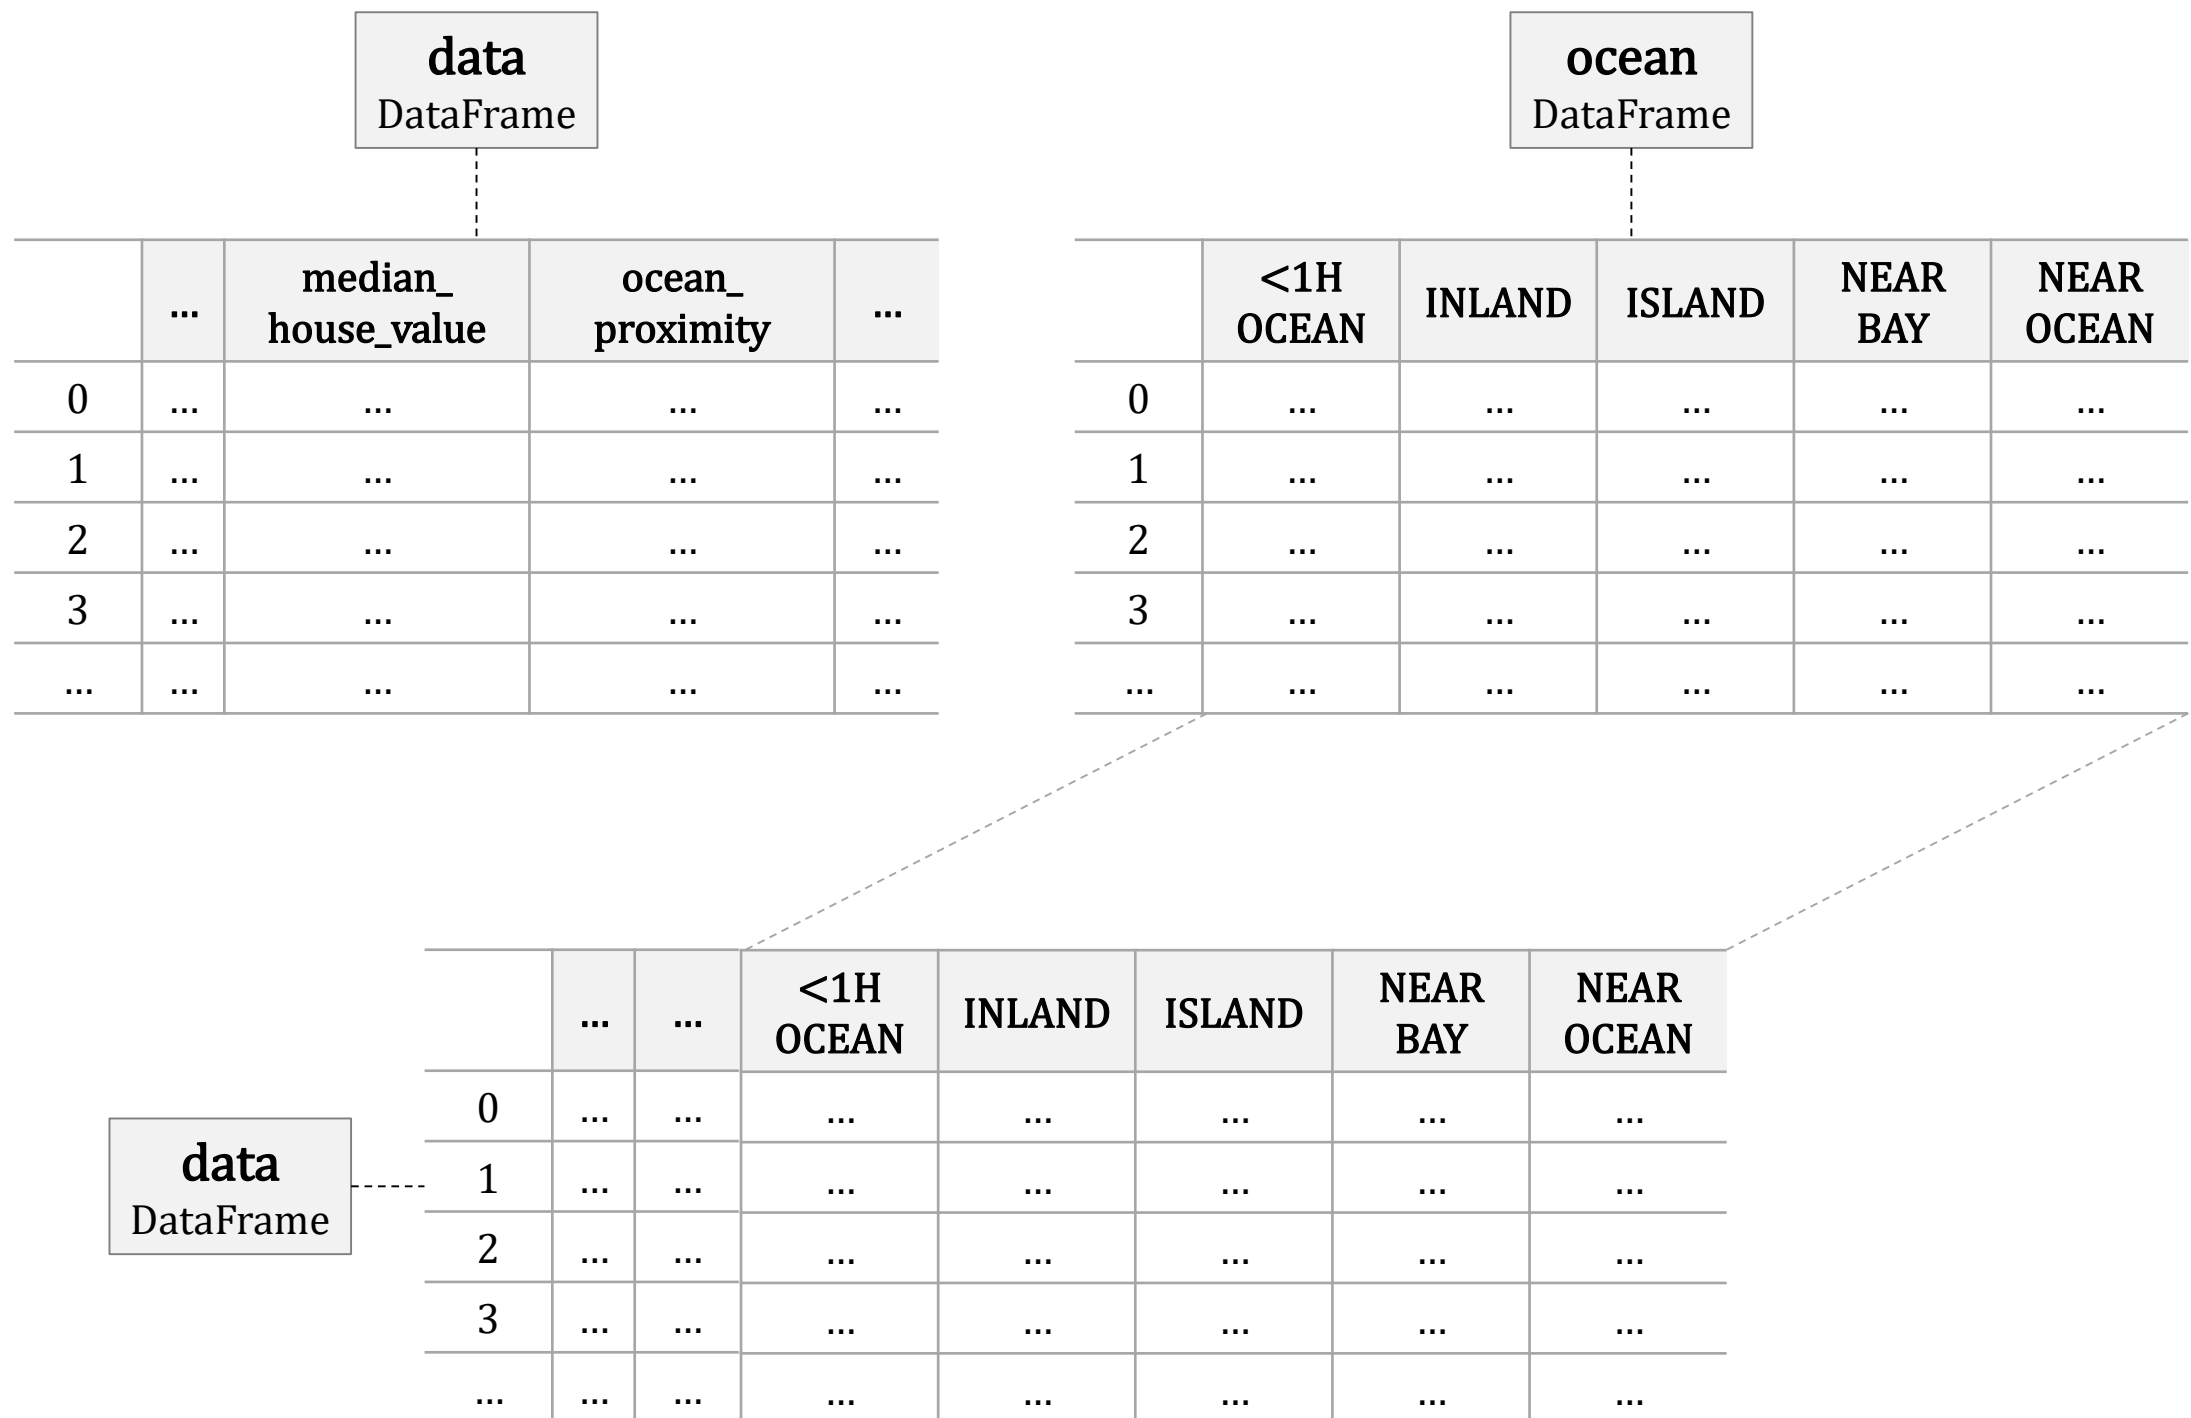 data
DataFrame
ocean
DataFrame
... median_ ocean_ ...
house_value proximity
0 ... ... ... ...
1 ... ... ... ...
2 ... ... ... ...
3 ... ... ... ...
... ... ... ... ...
<1H INLAND ISLAND NEAR NEAR
OCEAN BAY OCEAN
0 ... ... ... ... ...
1 ... ... ... ... ...
2 ... ... ... ... ...
3 ... ... ... ... ...
... ... ... ... ... ...
data
DataFrame
... ... <1H INLAND ISLAND NEAR NEAR
OCEAN BAY OCEAN
0 ... ... ... ... ... ... ...
1 ... ... ... ... ... ... ...
2 ... ... ... ... ... ... ...
3 ... ... ... ... ... ... ...
... ... ... ... ... ... ... ...